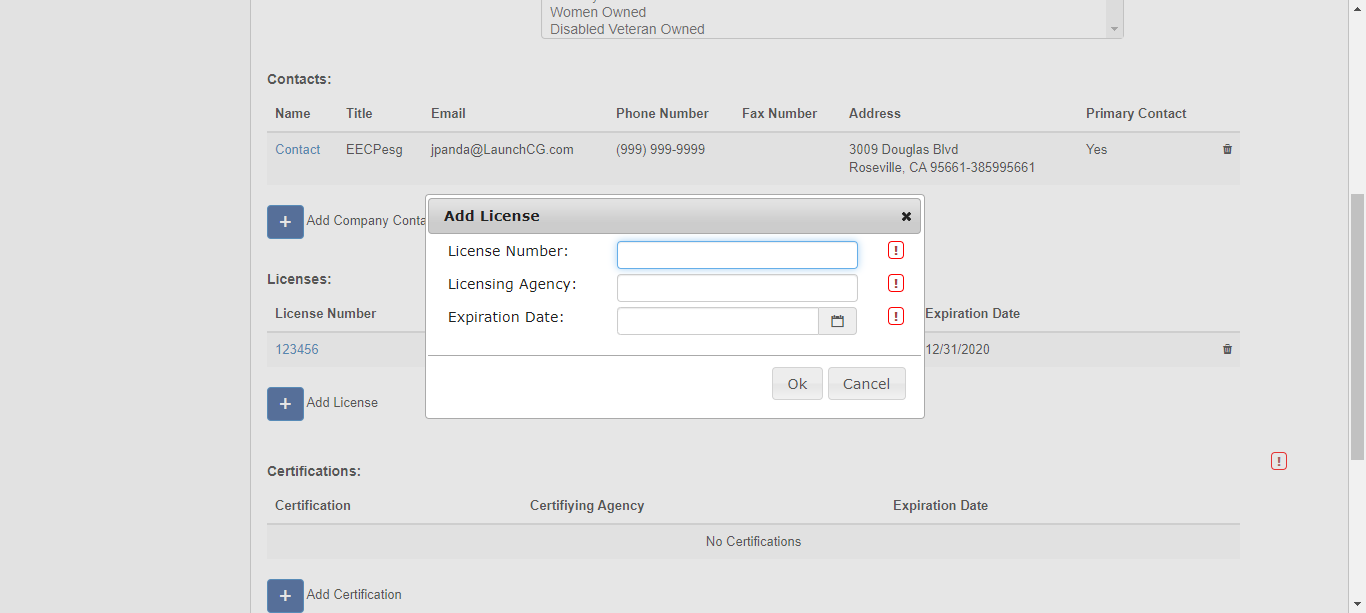 Women Owned
Disabled Veteran Owned
Contacts:
Name Title Email Phone Number Fax Number Address Primary Contact
Contact EECPesg jpanda@LaunchCG.com (999) 999-9999 3009 Douglas Blvd Yes
Roseville, CA 95661-385995661
+ Add Company Conta
Add License
License Number: !
Licensing Agency: !
Expiration Date: !
Ok Cancel
Licenses:
License Number Expiration Date
123456 12/31/2020
+ Add License
!
Certifications:
Certification Certifiying Agency Expiration Date
No Certifications
+ Add Certification